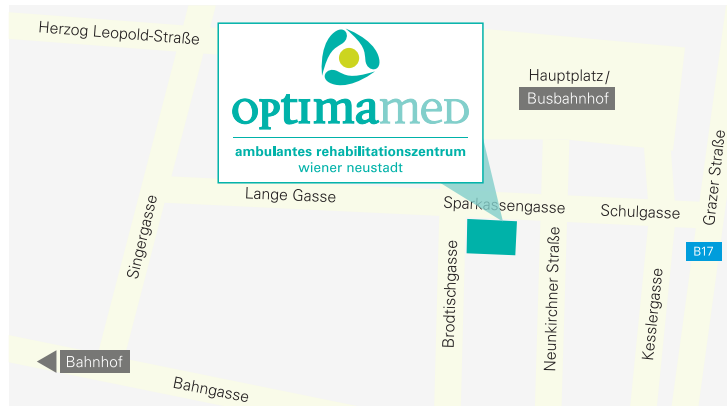 Herzog Leopold-Straße
optimamed
ambulantes rehabilitationszentrum
wiener neustadt
Hauptplatz/
Busbahnhof
Grazer Straße
Lange Gasse
Sparkassengasse
Schulgasse
Singergasse
B17
Brodtischgasse
Neunkirchner Straße
Kesslergasse
Bahnhof
Bahngasse